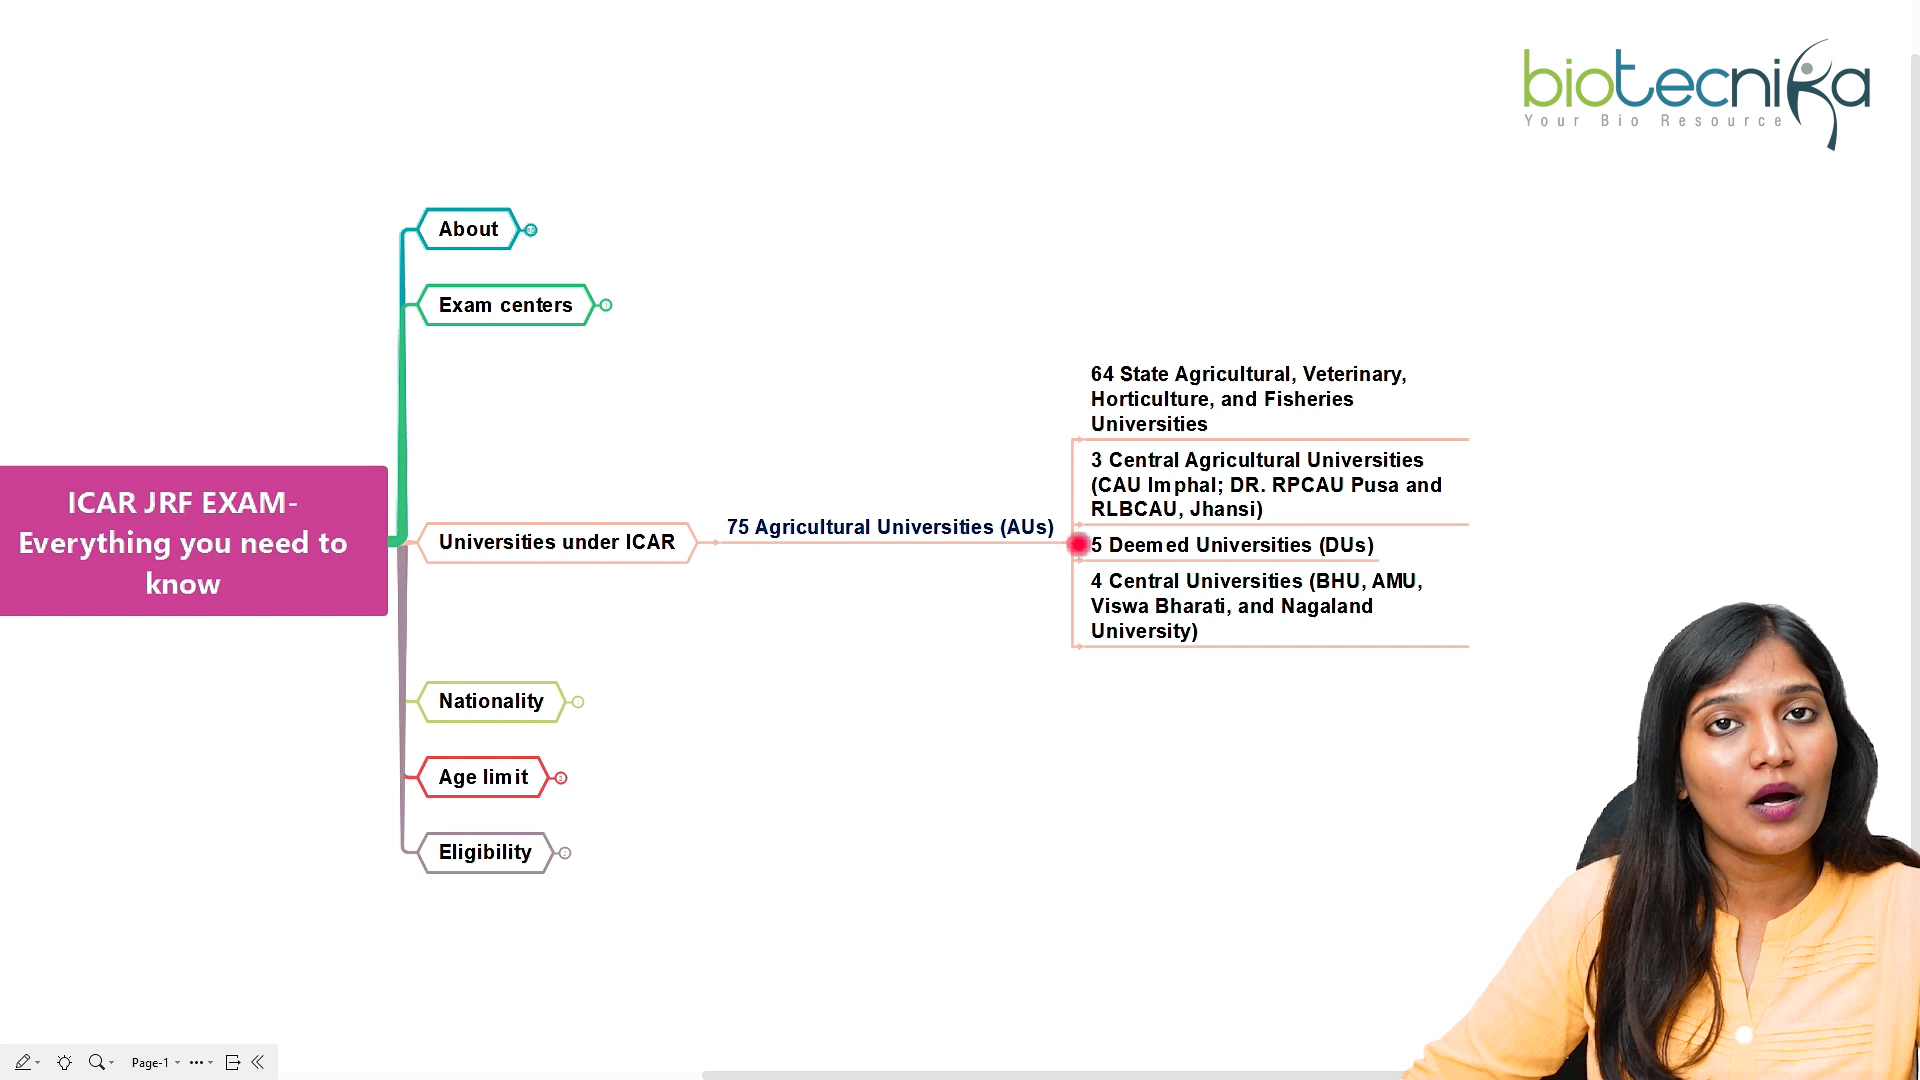 biotecnika
Your Bio Resource
About
Exam centers
64 State Agricultural, Veterinary,
Horticulture, and Fisheries
Universities
3 Central Agricultural Universities
(CAU Imphal; DR. RPCAU Pusa and
RLBCAU, Jhansi)
ICAR JRF EXAM-
Everything you need to
know
Universities under ICAR
75 Agricultural Universities (AUs)
5 Deemed Universities (DUs)
4 Central Universities (BHU, AMU,
Viswa Bharati, and Nagaland
University)
Nationality
Age limit
Eligibility
Page-1